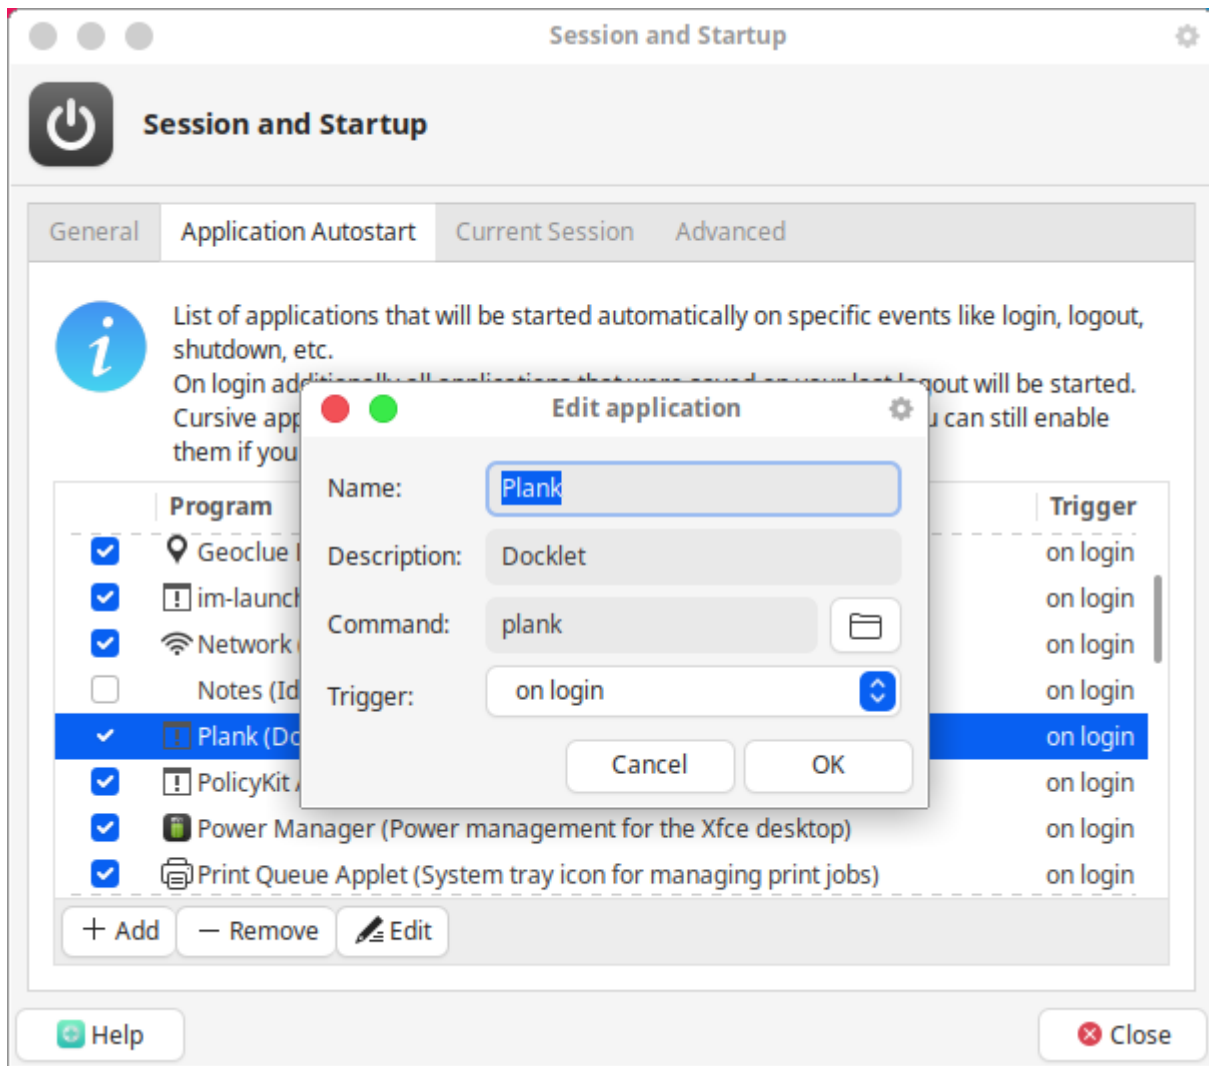 Session and Startup
Session and Startup
General Application Autostart Current Session Advanced
List of applications that will be started automatically on specific events like login, logout,
shutdown, etc.
On login additionally all applications that were saved on your last logout will be started.
Cursive app u can still enable
them if you
Edit application
Name: Plank
Description: Docklet
Command: plank
Trigger: on login
Cancel OK
Program Trigger
Geoclue on login
im-launch on login
Network on login
Notes (Id on login
Plank (Do on login
PolicyKit on login
Power Manager (Power management for the Xfce desktop) on login
Print Queue Applet (System tray icon for managing print jobs) on login
Add Remove Edit
Help Close